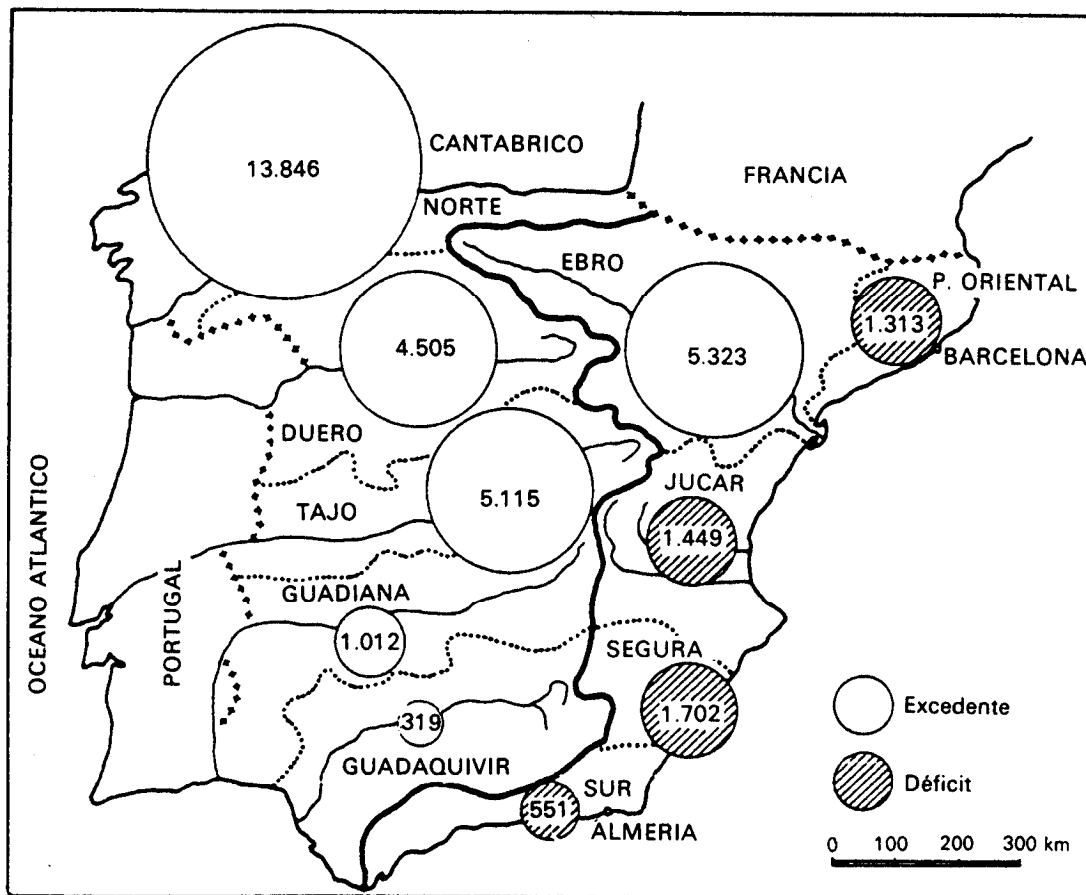 CANTABRICO
13.846
FRANCIA
NORTE
EBRO
P. ORIENTAL
1.313
4.505
5.323
BARCELONA
DUERO
JUCAR
5.115
TAJO
1.449
OCEANO ATLANTICO
PORTUGAL
GUADIANA
1.012
SEGURA
319
1.702
Excedente
GUADAQUIVIR
SUR
Déficit
551
ÁLMERIA
0 100 200 300 km